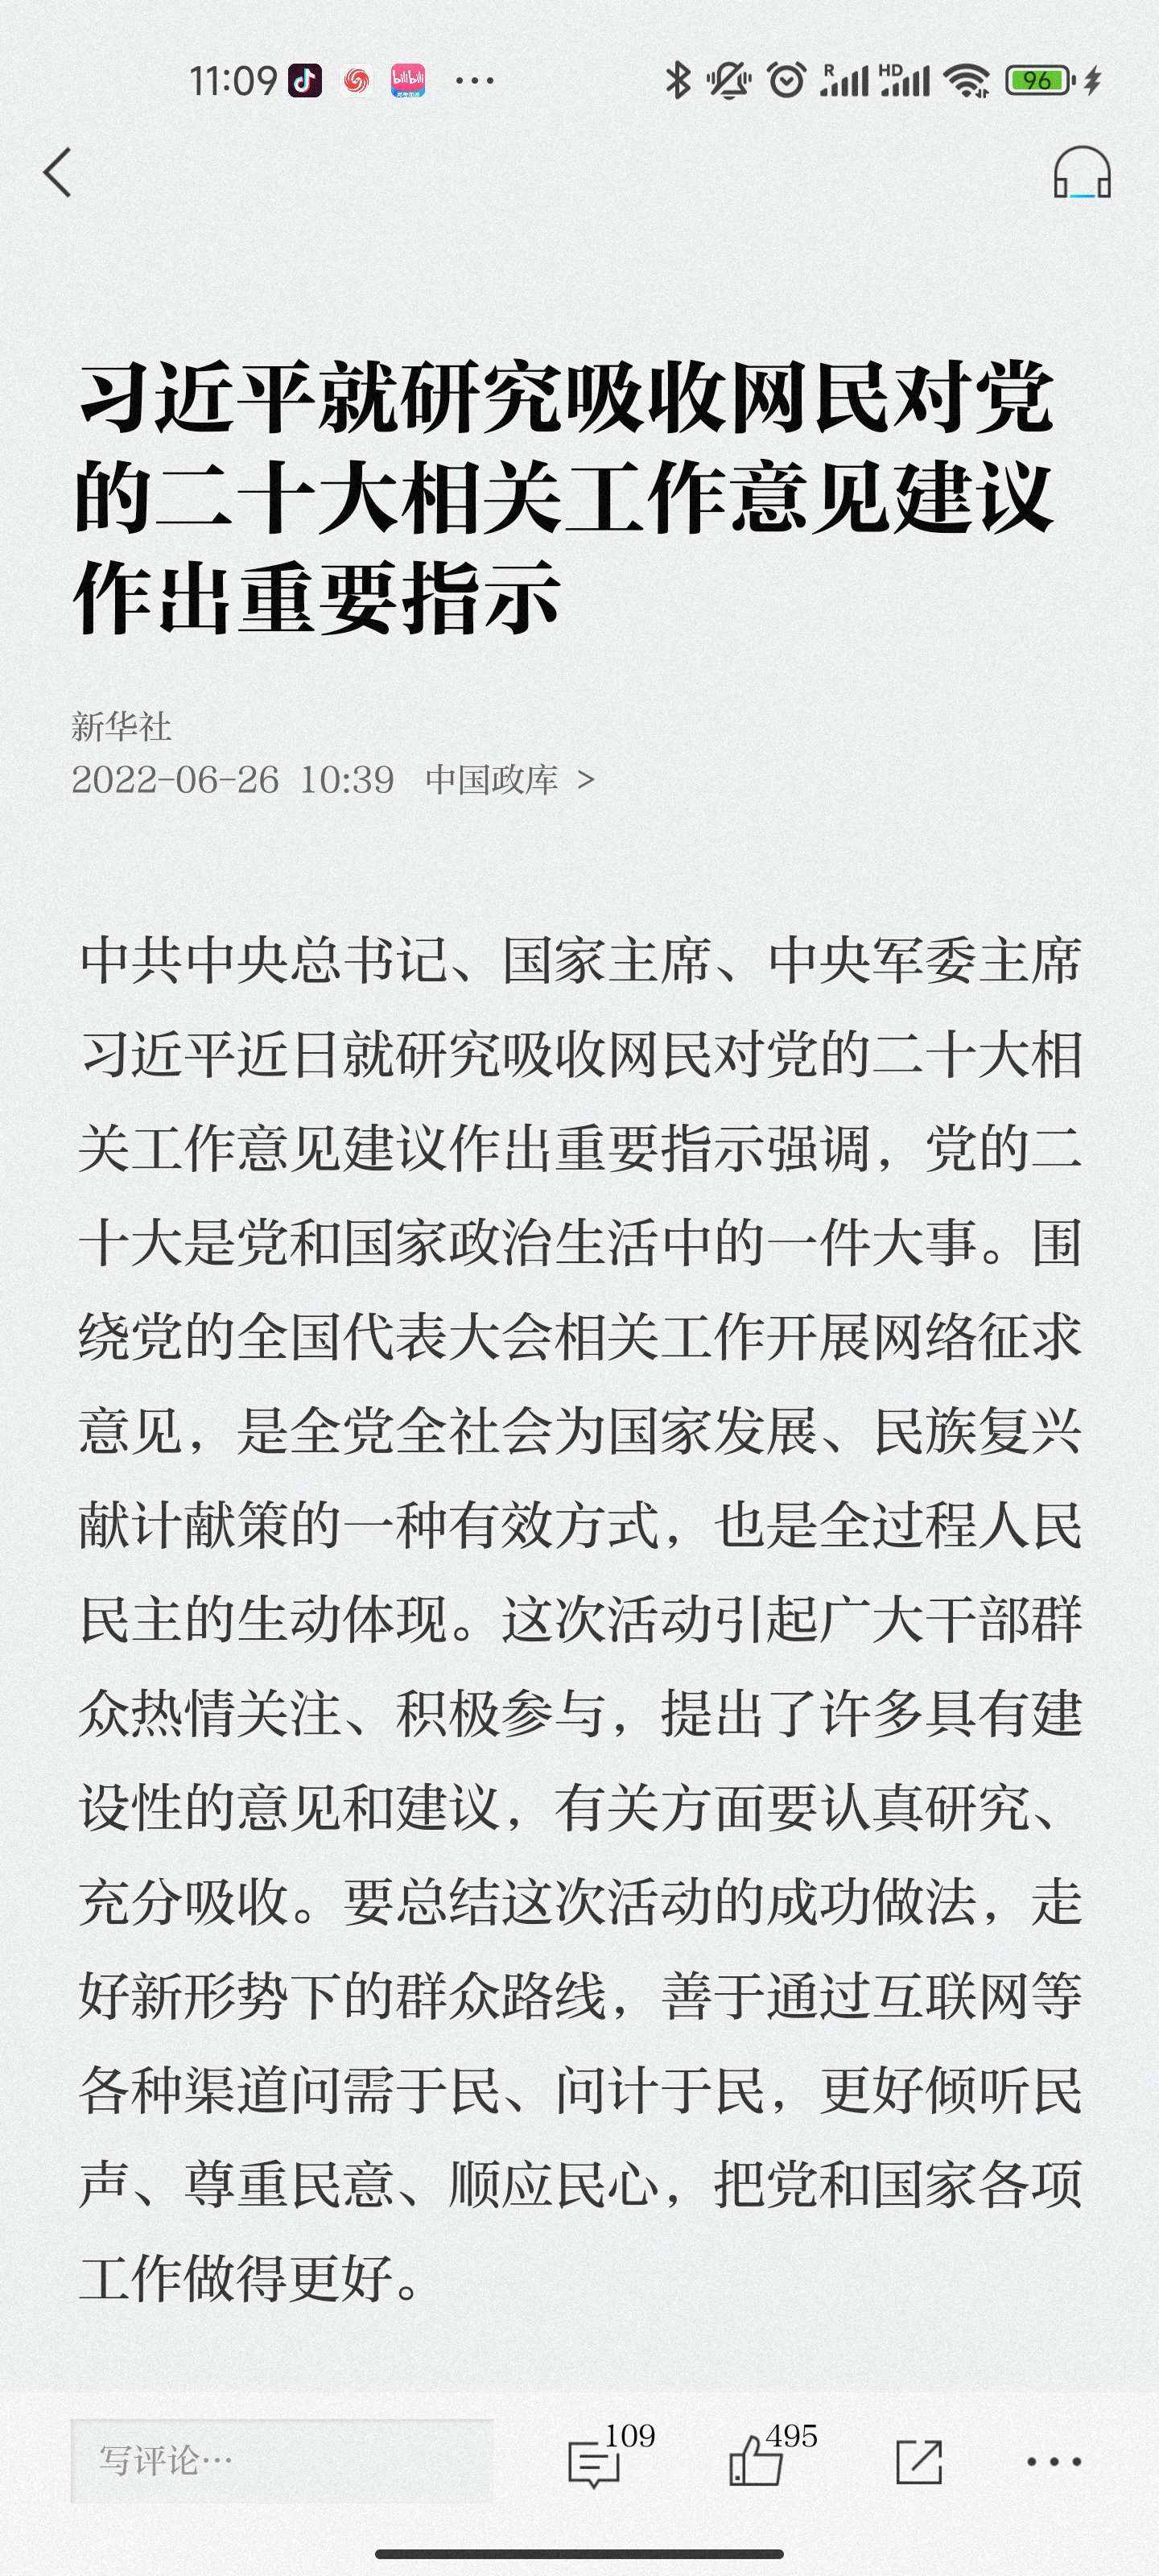 11:09
bilibili
R
HD
96
习近平就研究吸收网民对党
的二十大相关工作意见建议
作出重要指示
新华社
2022-06-26 10:39 中国政库 >
中共中央总书记、国家主席、中央军委主席
习近平近日就研究吸收网民对党的二十大相
关工作意见建议作出重要指示强调，党的二
十大是党和国家政治生活中的一件大事。围
绕党的全国代表大会相关工作开展网络征求
意见，是全党全社会为国家发展、民族复兴
献计献策的一种有效方式，也是全过程人民
民主的生动体现。这次活动引起广大干部群
众热情关注、积极参与，提出了许多具有建
设性的意见和建议，有关方面要认真研究、
充分吸收。要总结这次活动的成功做法，走
好新形势下的群众路线，善于通过互联网等
各种渠道问需于民、问计于民，更好倾听民
声、尊重民意、顺应民心，把党和国家各项
工作做得更好。
写评论…
109
495